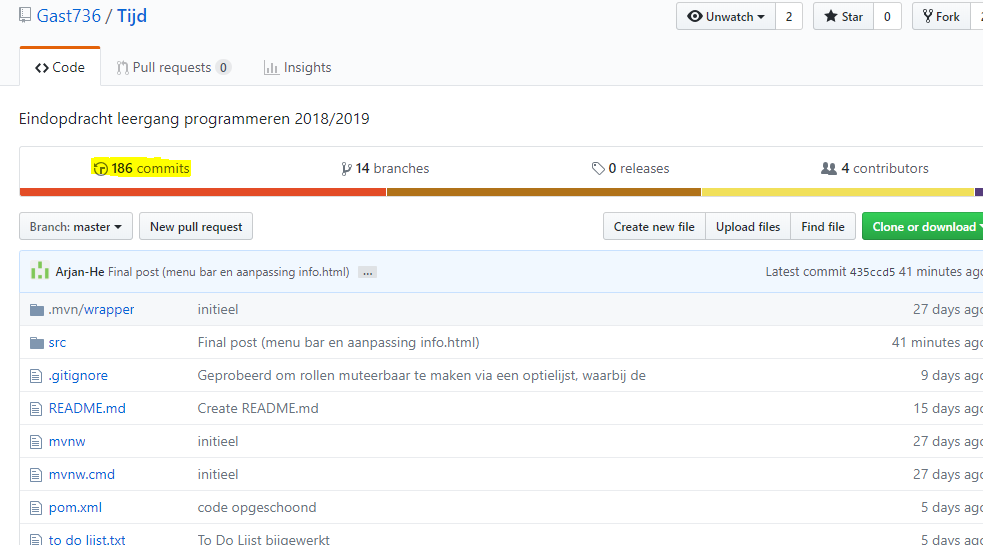 Gast736 / Tijd
Unwatch 2 Star 0 Fork
Code Pull requests 0 Insights
Eindopdracht leergang programmeren 2018/2019
186 commits 14 branches 0 releases 4 contributors
Branch: master New pull request Create new file Upload files Find file Clone or download
Arjan-He Final post (menu bar en aanpassing info.html) ... Latest commit 435ccd5 41 minutes ago
.mvn/wrapper initieel 27 days ago
src Final post (menu bar en aanpassing info.html) 41 minutes ago
.gitignore Geprobeerd om rollen muteerbaar te maken via een optielijst, waarbij de 9 days ago
README.md Create README.md 15 days ago
mvnw initieel 27 days ago
mvnw.cmd initieel 27 days ago
pom.xml code opgeschoond 5 days ago
to do lijst.txt To Do Lijst bijgewerkt 5 days ago